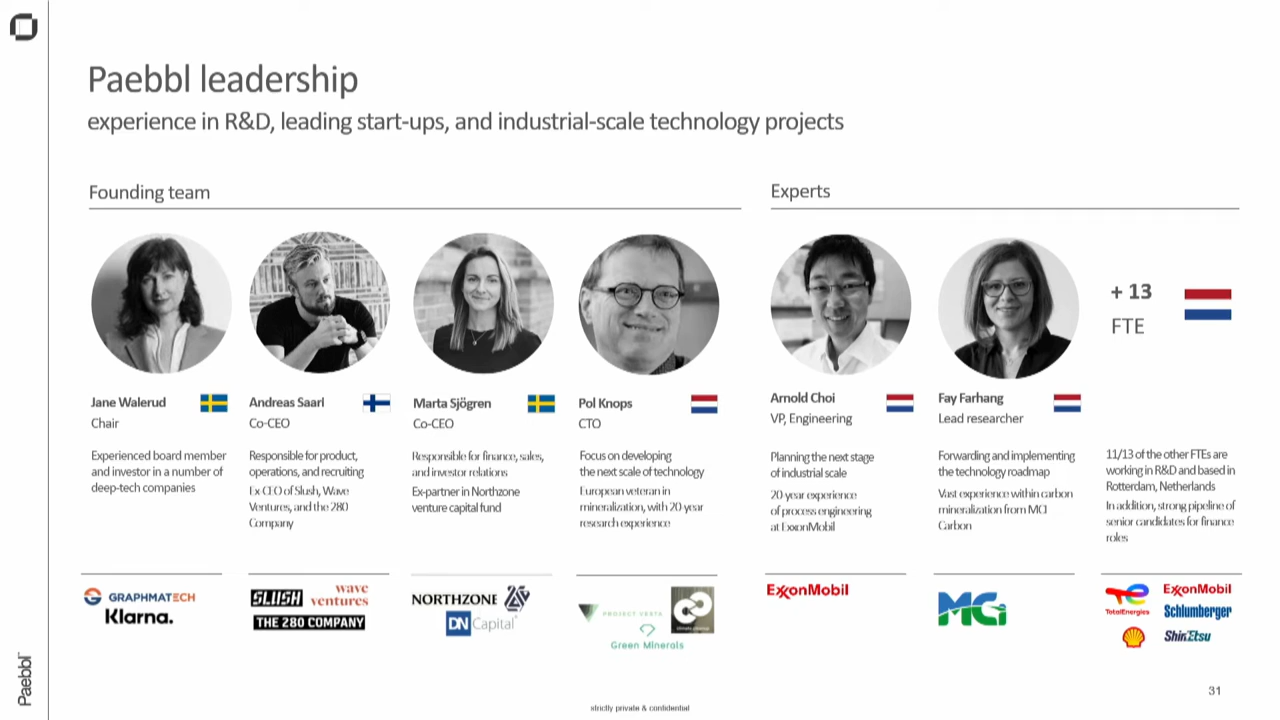 Paebbl leadership
experience in R&D, leading start-ups, and industrial-scale technology projects
Founding team
Jane Walerud
Chair
Experienced board member
and investor in a number of
deep-tech companies
GRAPHMATECH
Klarna.
Andreas Saari
Co-CEO
Responsible for product,
operations, and recruiting
Ex-CEO of Slush, Wave
Ventures, and the 280
Company
SLUSH
wave
ventures
THE 280 COMPANY
Marta Sjögren
Co-CEO
Responsible for finance, sales,
and investor relations
Ex-partner in Northzone
venture capital fund
NORTHZONE
DN Capital
Pol Knops
CTO
Focus on developing
the next scale of technology
European veteran in
mineralization, with 20-year
research experience
PROJECT VESTA
Green Minerals
Experts
Arnold Choi
VP, Engineering
Planning the next stage
of industrial scale
20-year experience
of process engineering
at ExxonMobil
ExxonMobil
Fay Farhang
Lead researcher
Forwarding and implementing
the technology roadmap
Vast experience within carbon
mineralization from MCI
Carbon
MCi
+ 13
FTE
11/13 of the other FTEs are
working in R&D and based in
Rotterdam, Netherlands
In addition, strong pipeline of
senior candidates for finance
roles
TotalEnergies
ExxonMobil
Schlumberger
ShinEtsu
Paebbl
strictly private & confidential
31